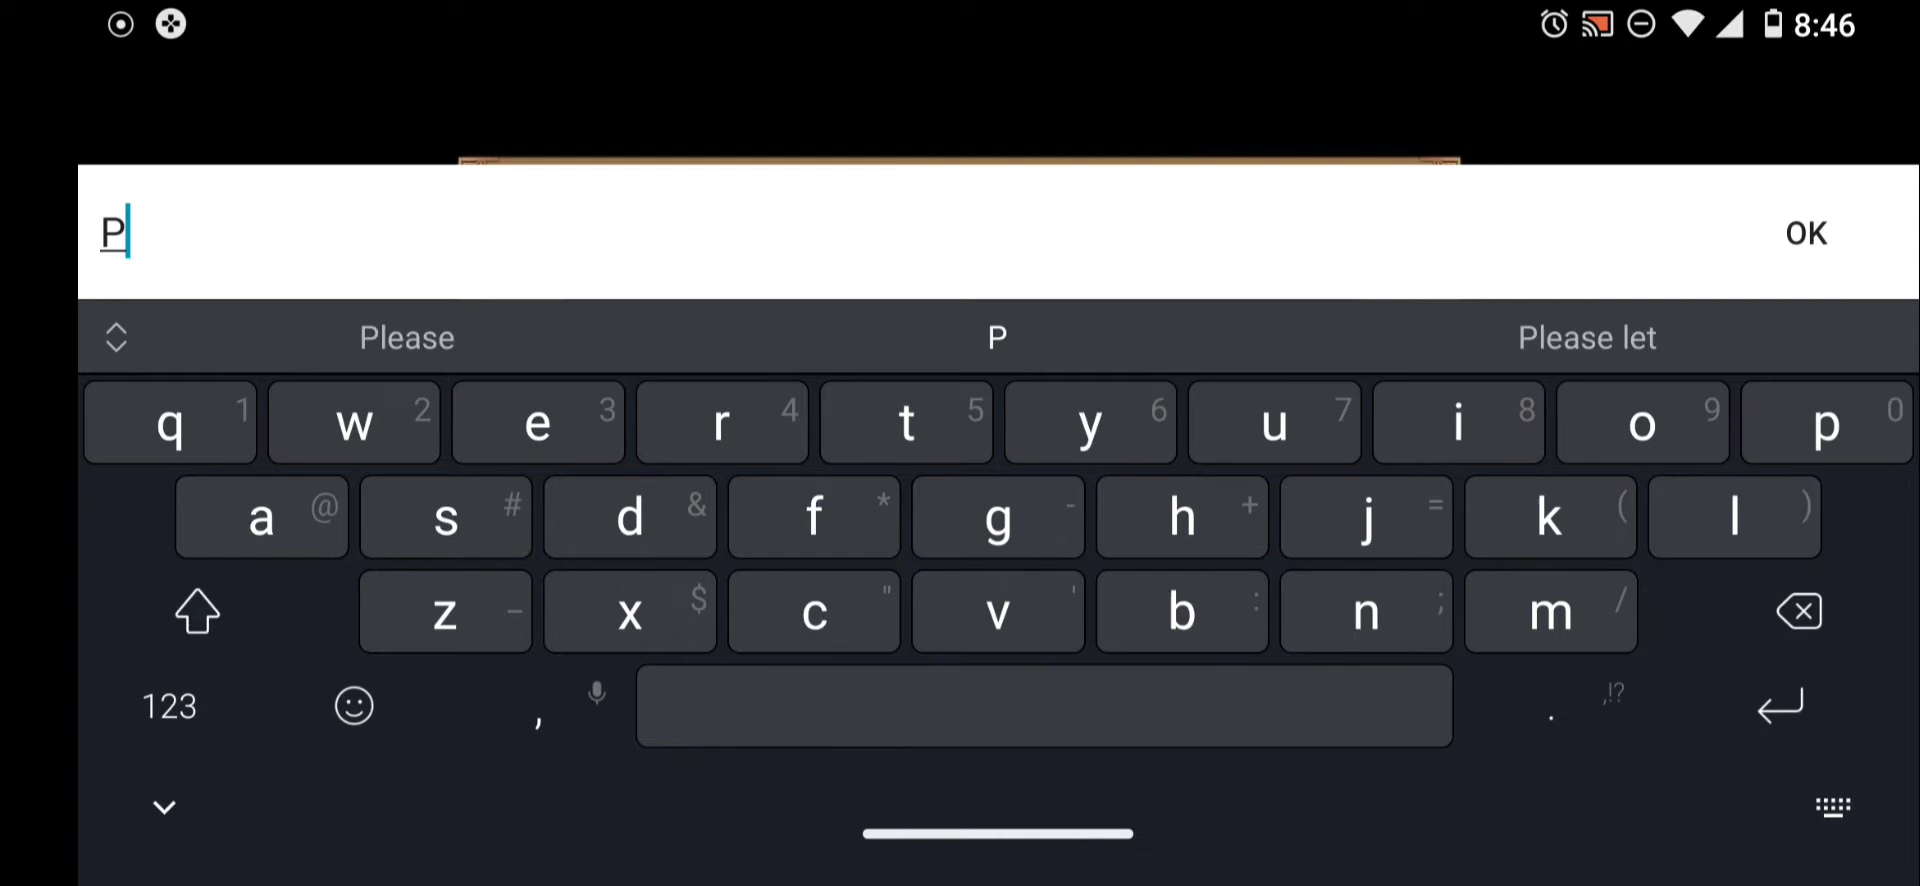 8:46
P
OK
Please P Please let
q 1 w 2 e 3 r 4 t 5 y 6 u 7 i 8 o 9 p 0
a @ s # d & f * g - h + j = k ( l )
z _ x $ c " v ' b : n ; m /
123 , . ,!?